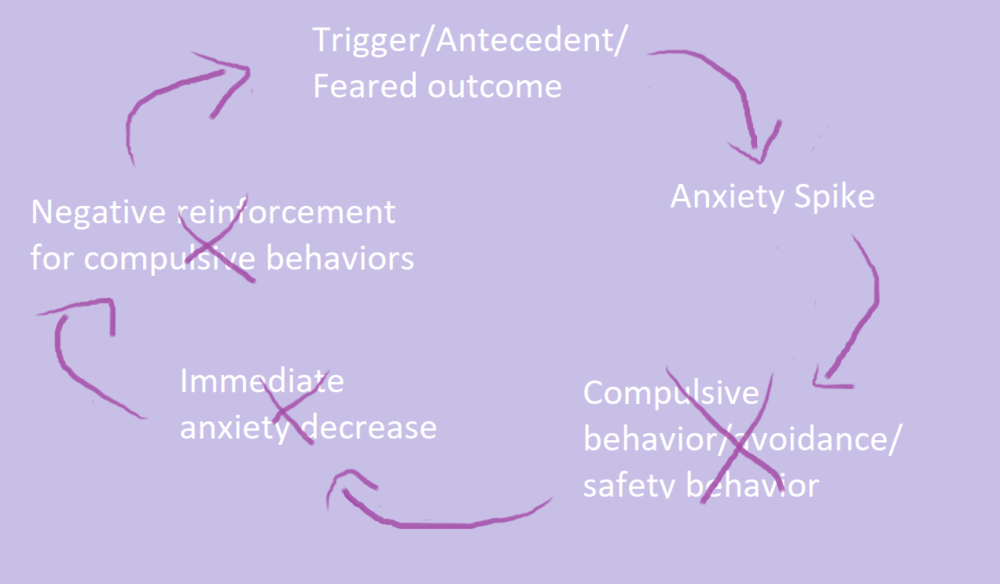 Trigger/Antecedent/
Feared outcome
Anxiety Spike
Negative reinforcement
for compulsive behaviors
Immediate
anxiety decrease
Compulsive
behavior/avoidance/
safety behavior